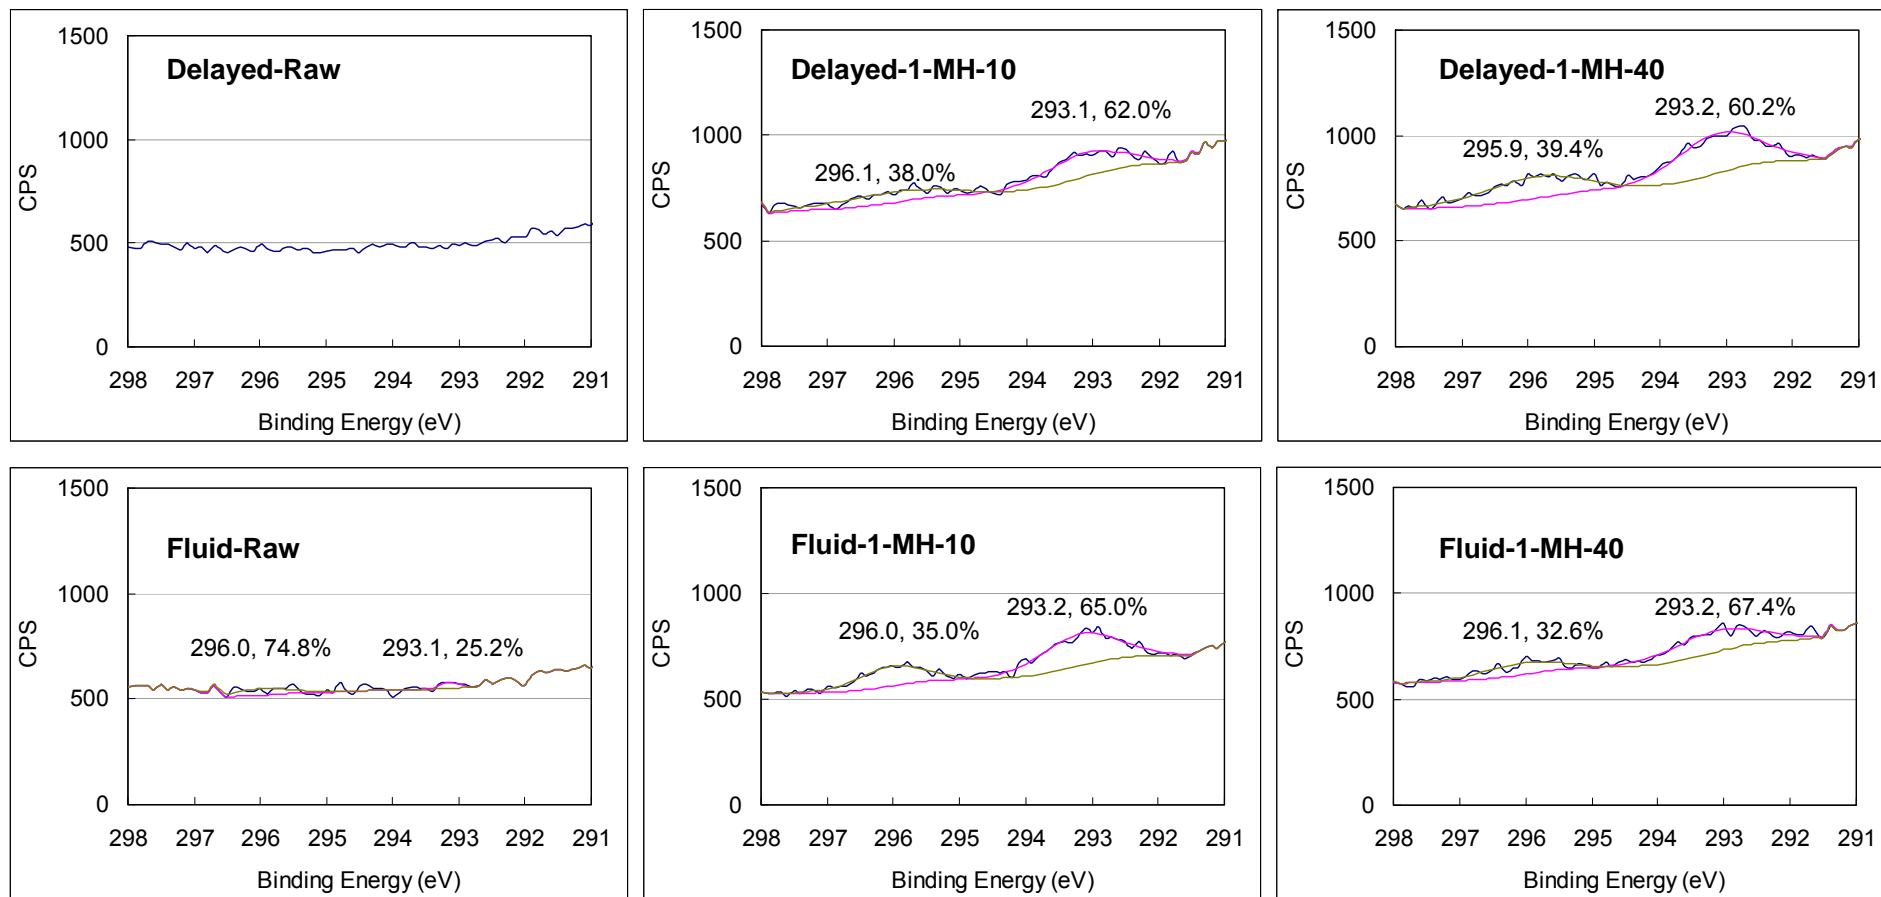 1500
Delayed-Raw
1000
CPS
500
0
298 297 296 295 294 293 292 291
Binding Energy (eV)
1500
Delayed-1-MH-10
293.1, 62.0%
1000
296.1, 38.0%
CPS
500
0
298 297 296 295 294 293 292 291
Binding Energy (eV)
1500
Delayed-1-MH-40
293.2, 60.2%
1000
295.9, 39.4%
CPS
500
0
298 297 296 295 294 293 292 291
Binding Energy (eV)
1500
Fluid-Raw
1000
296.0, 74.8% 293.1, 25.2%
CPS
500
0
298 297 296 295 294 293 292 291
Binding Energy (eV)
1500
Fluid-1-MH-10
1000
293.2, 65.0%
296.0, 35.0%
CPS
500
0
298 297 296 295 294 293 292 291
Binding Energy (eV)
1500
Fluid-1-MH-40
1000
293.2, 67.4%
296.1, 32.6%
CPS
500
0
298 297 296 295 294 293 292 291
Binding Energy (eV)